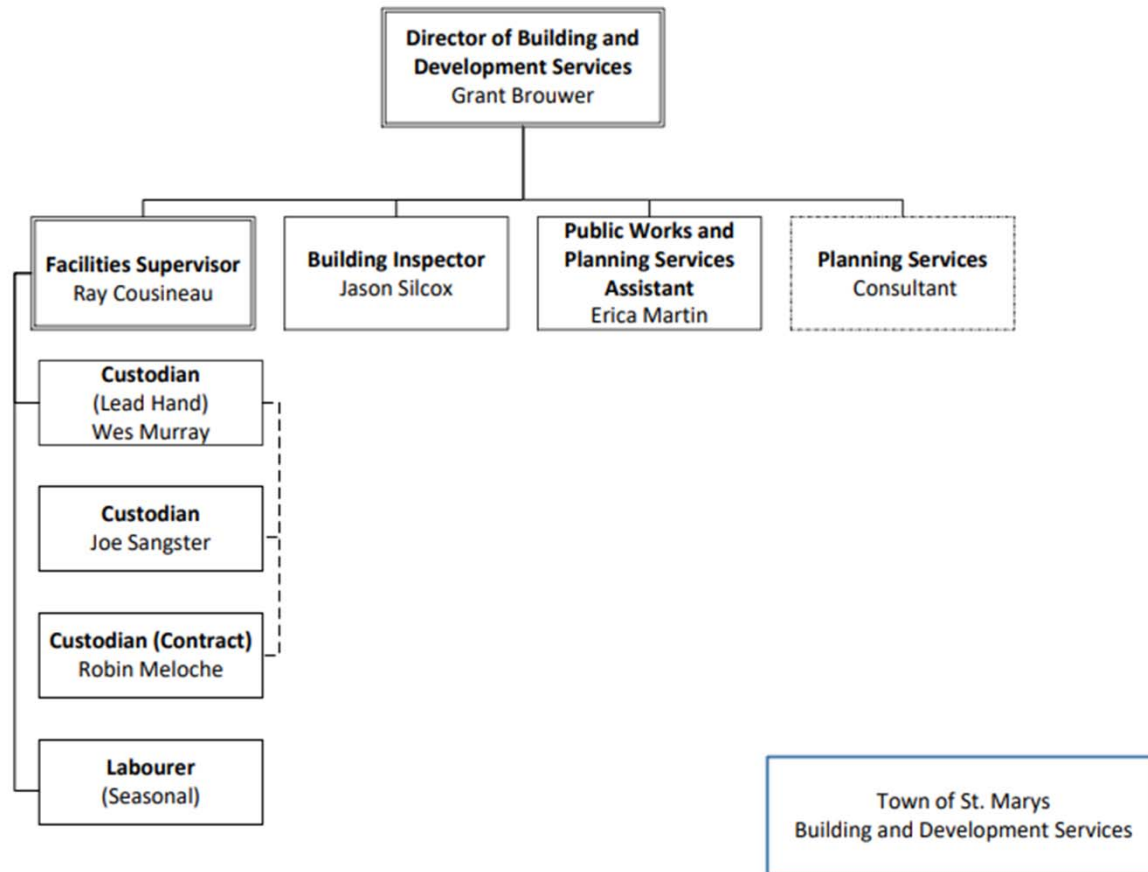 Director of Building and
Development Services
Grant Brouwer
Facilities Supervisor
Ray Cousineau
Building Inspector
Jason Silcox
Public Works and
Planning Services
Assistant
Erica Martin
Planning Services
Consultant
Custodian
(Lead Hand)
Wes Murray
Custodian
Joe Sangster
Custodian (Contract)
Robin Meloche
Labourer
(Seasonal)
Town of St. Marys
Building and Development Services